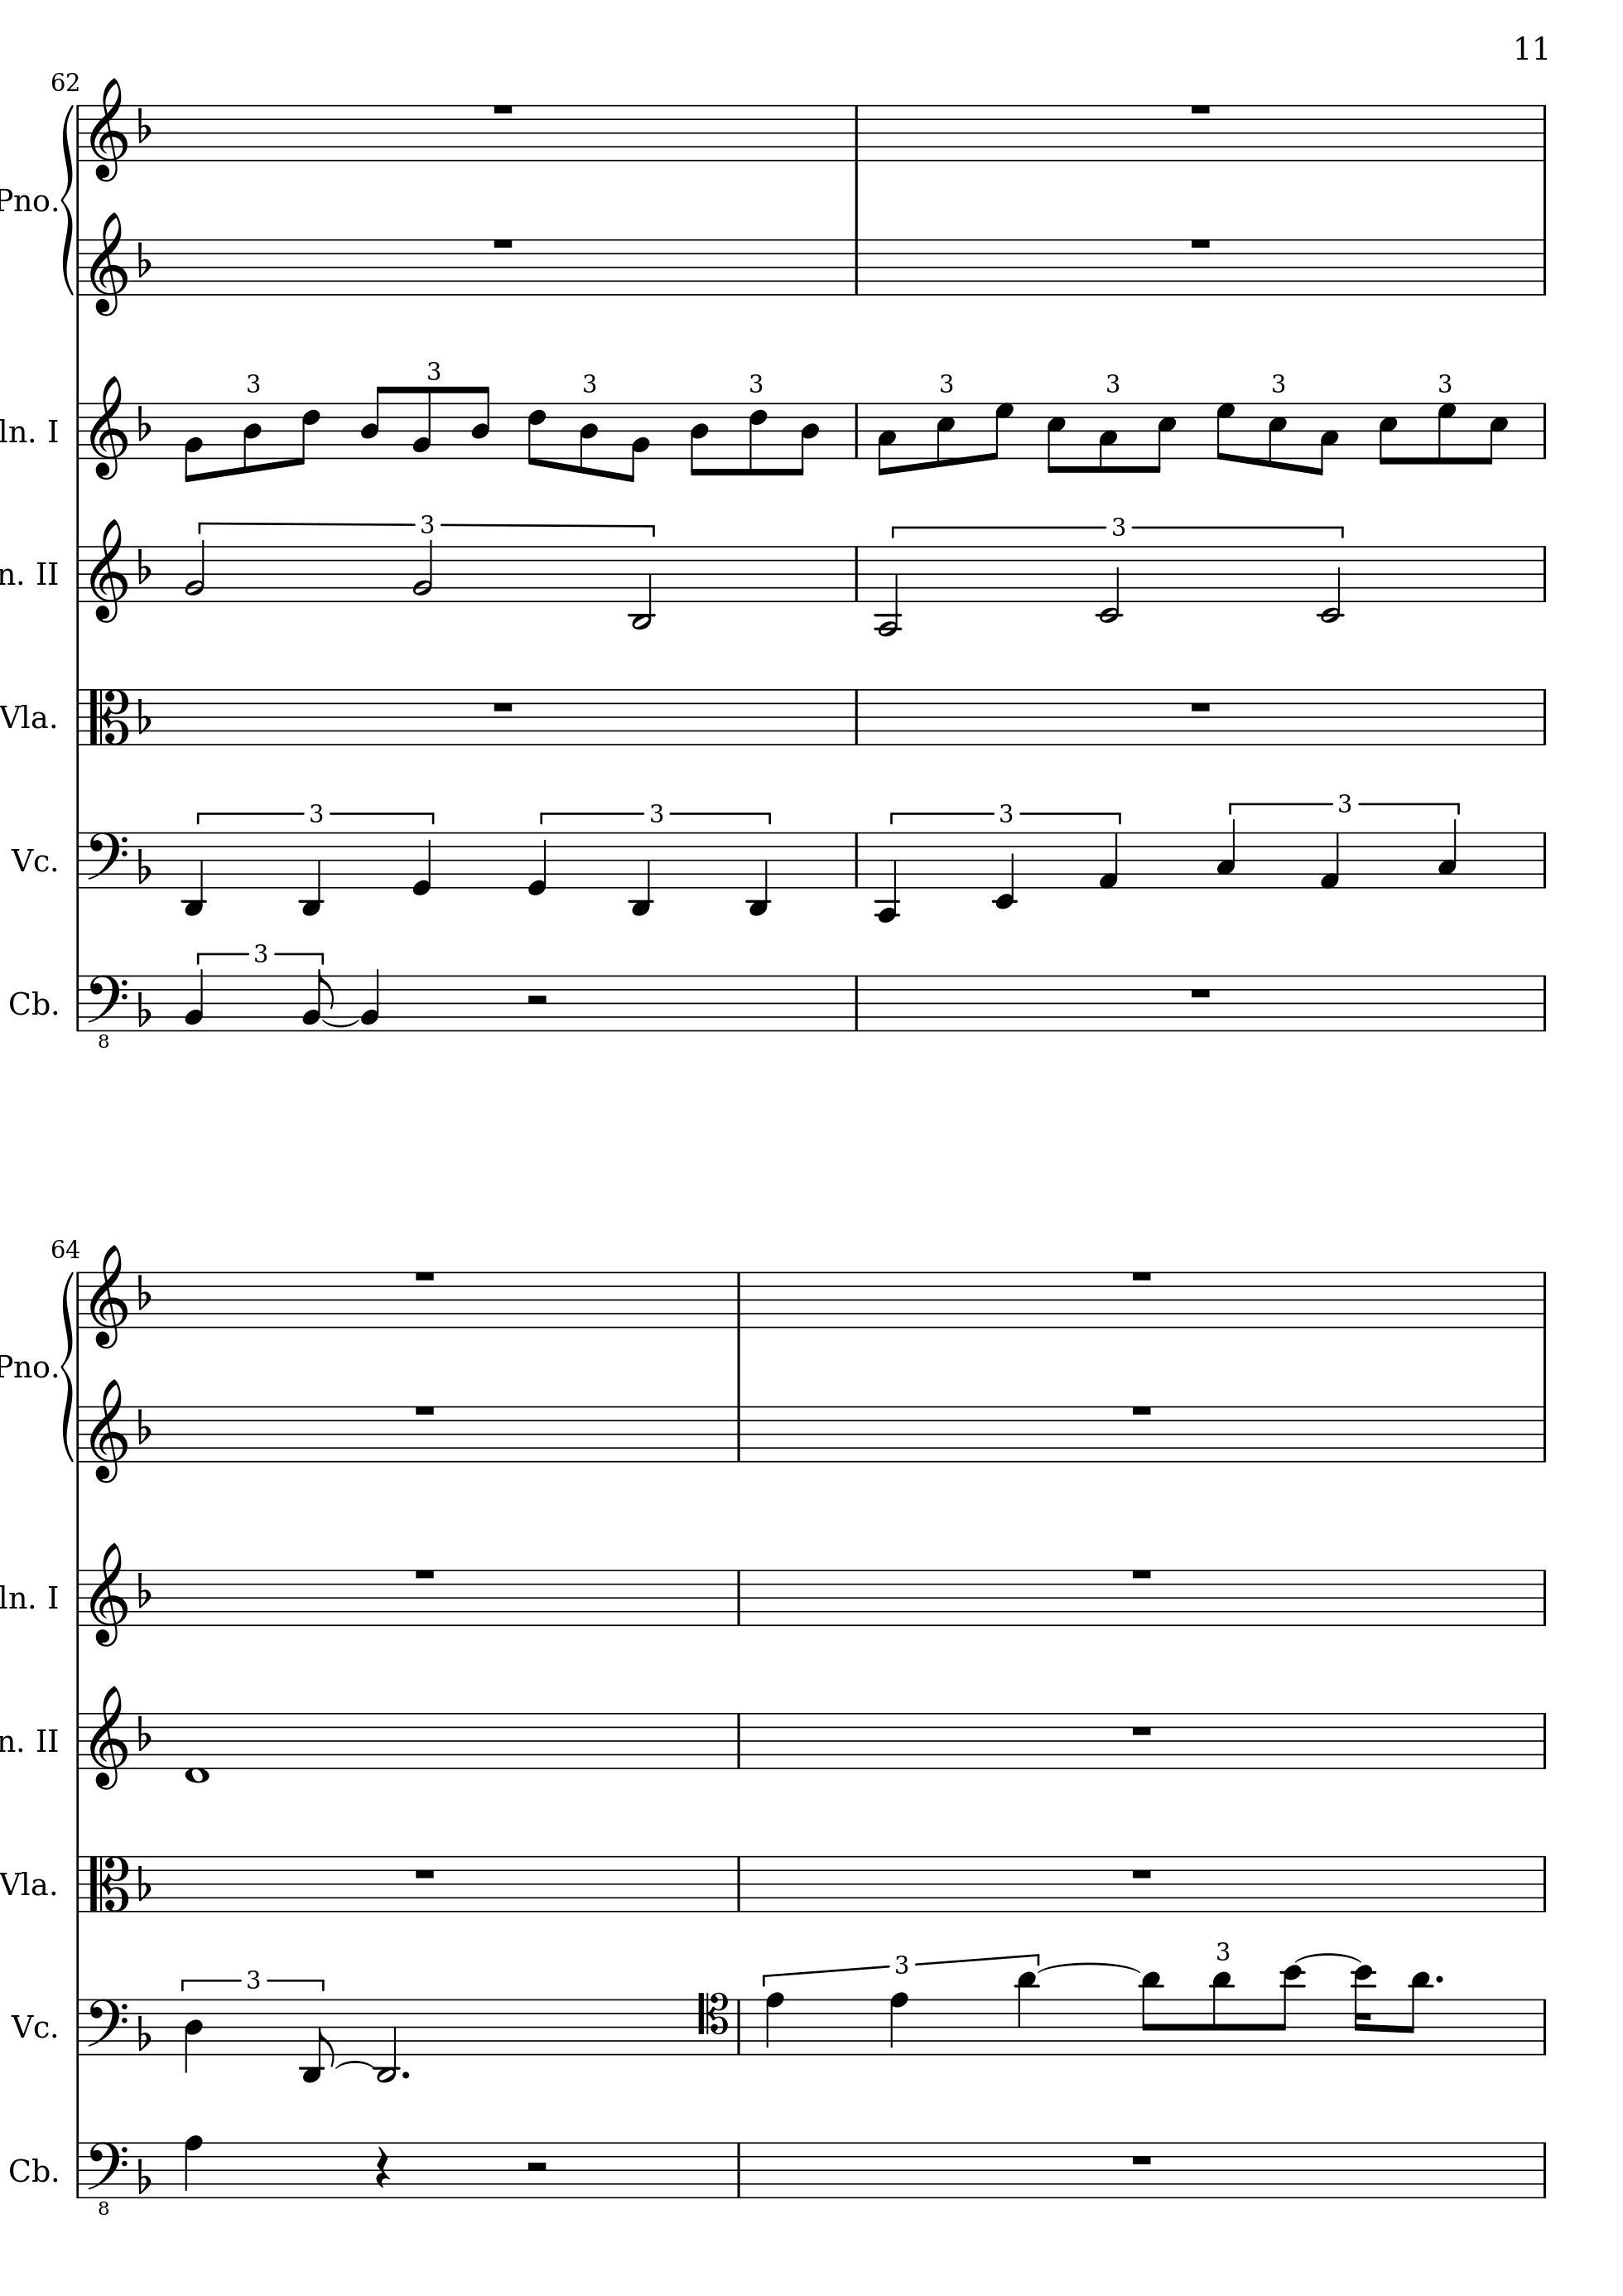 11
62
Pno.
3 3 3 3 3 3 3 3
ln. I
3 3
n. II
Vla.
3 3 3 3
Vc.
3
Cb.
8
64
Pno.
ln. I
n. II
Vla.
3 3 3
Vc.
Cb.
8